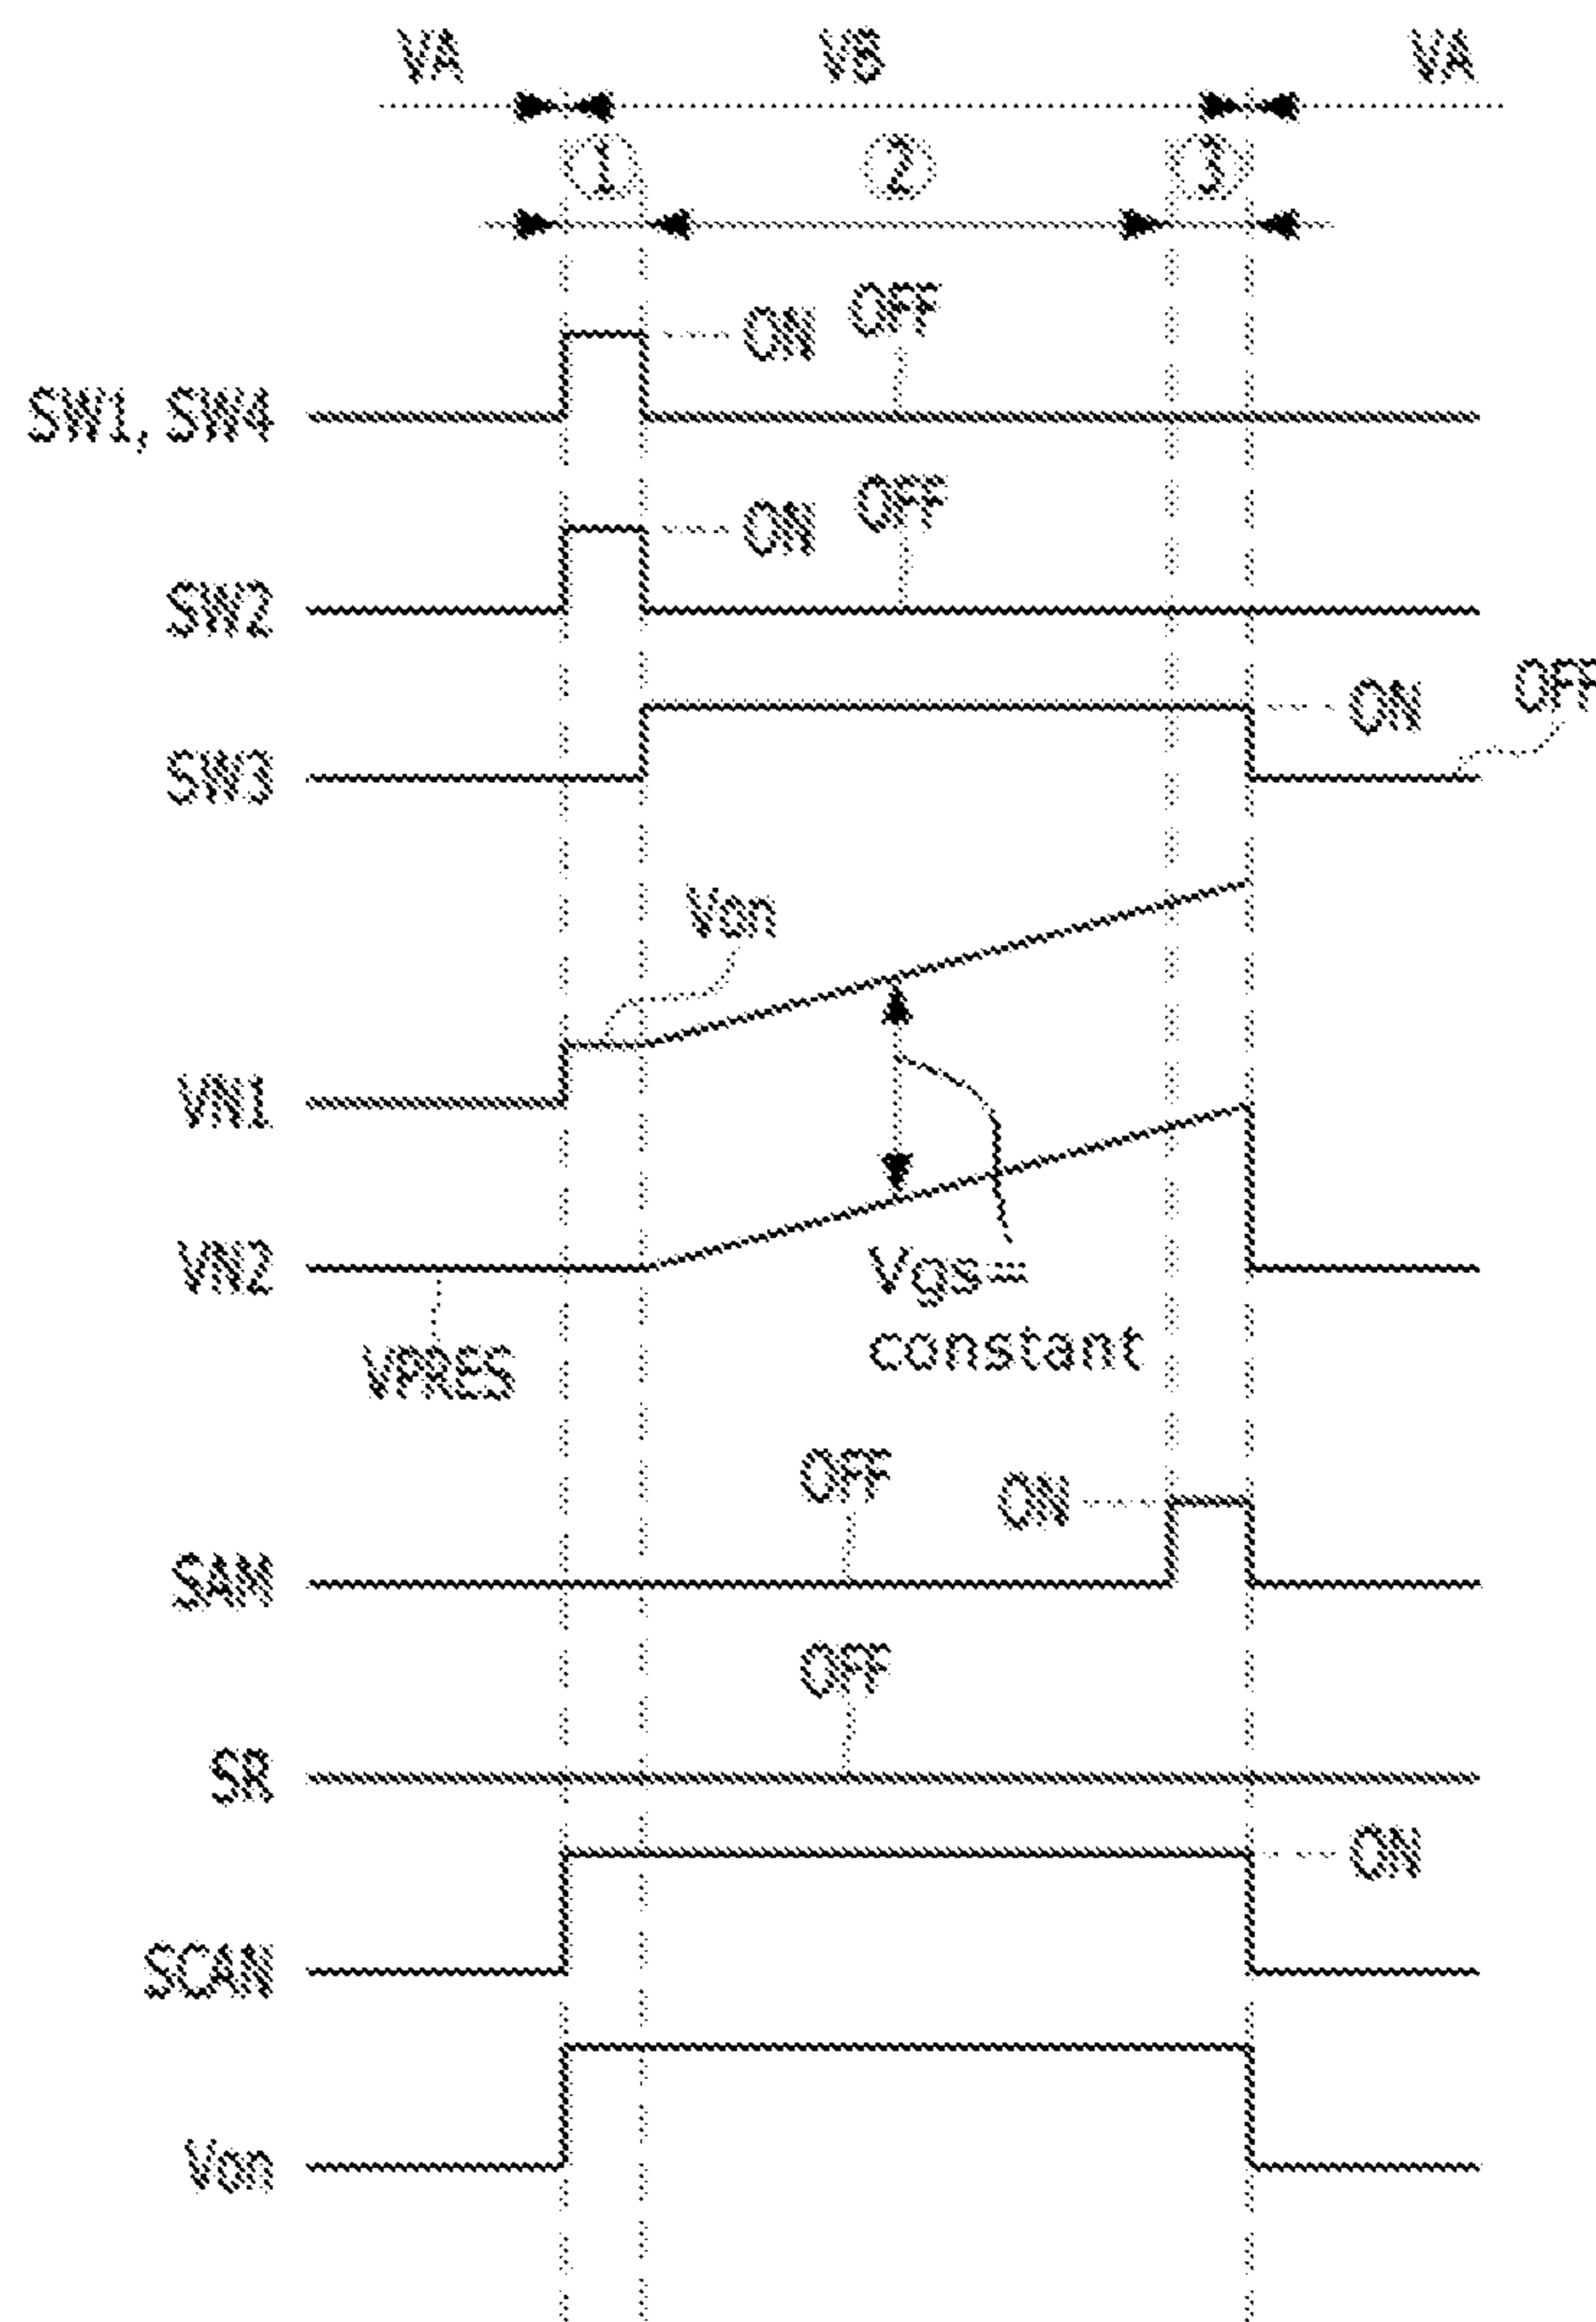 VA VB VA
① ② ③
ON OFF
SW1, SW4
ON OFF
SW2
ON OFF
SW3
Von
VN1
VN2
Vgs=
constant
VPRES
OFF ON
SAM
OFF
SR
ON
SCAN
Von